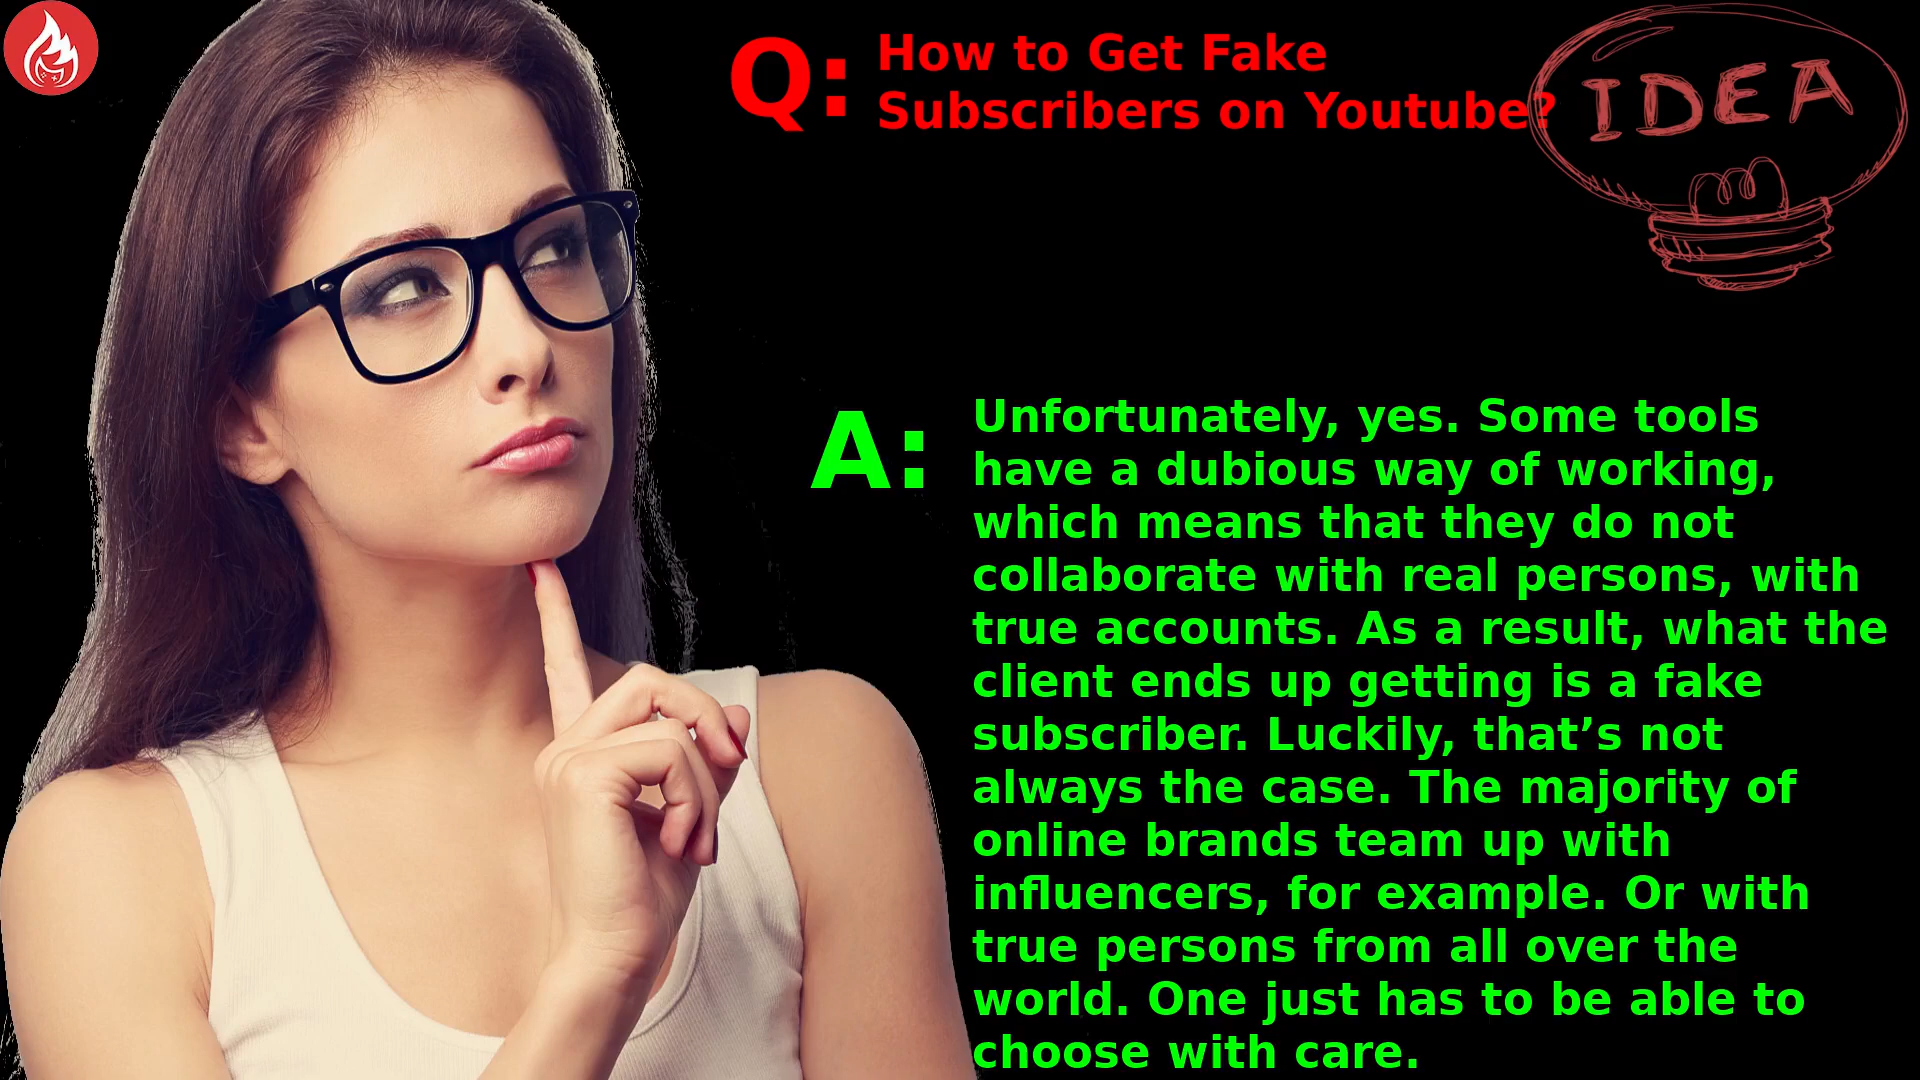 Q: How to Get Fake
Subscribers on Youtube?
IDEA
A: Unfortunately, yes. Some tools
have a dubious way of working,
which means that they do not
collaborate with real persons, with
true accounts. As a result, what the
client ends up getting is a fake
subscriber. Luckily, that’s not
always the case. The majority of
online brands team up with
influencers, for example. Or with
true persons from all over the
world. One just has to be able to
choose with care.